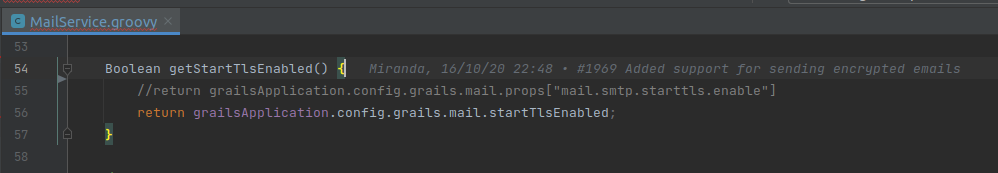 MailService.groovy
53
54 Boolean getStartTlsEnabled() { Miranda, 16/10/20 22:48 • #1969 Added support for sending encrypted emails
55 //return grailsApplication.config.grails.mail.props["mail.smtp.starttls.enable"]
56 return grailsApplication.config.grails.mail.startTlsEnabled;
57 }
58